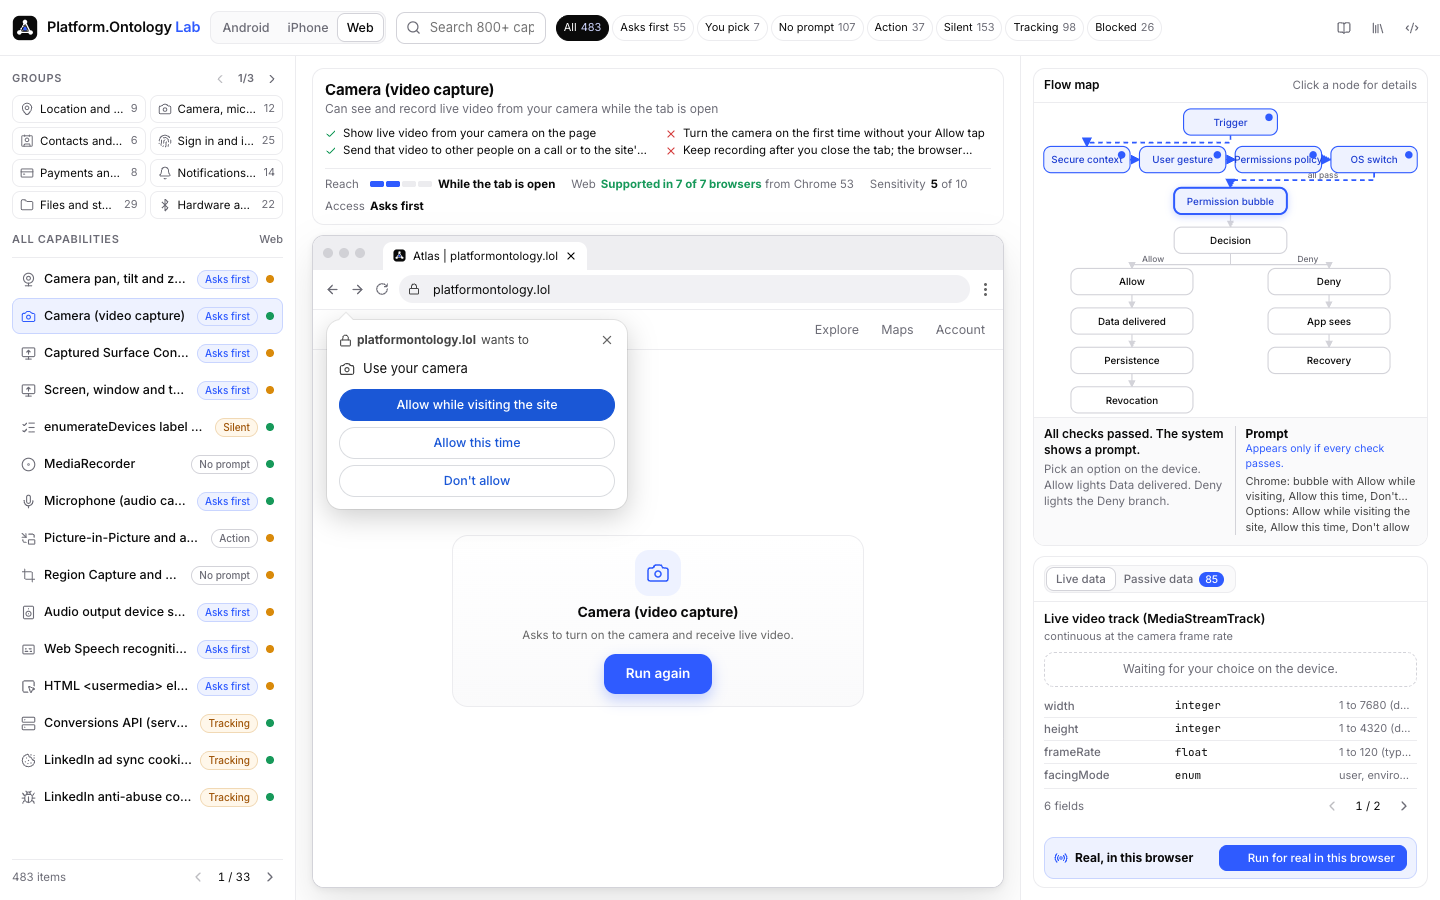 Platform.Ontology Lab
Android iPhone Web
Search 800+ cap
All 483 Asks first 55 You pick 7 No prompt 107 Action 37 Silent 153 Tracking 98 Blocked 26
GROUPS 1/3
Location and ... 9
Camera, mic... 12
Contacts and... 6
Sign in and i... 25
Payments an... 8
Notifications... 14
Files and st... 29
Hardware a... 22
ALL CAPABILITIES Web
Camera pan, tilt and z... Asks first
Camera (video capture) Asks first
Captured Surface Con... Asks first
Screen, window and t... Asks first
enumerateDevices label ... Silent
MediaRecorder No prompt
Microphone (audio ca... Asks first
Picture-in-Picture and a... Action
Region Capture and ... No prompt
Audio output device s... Asks first
Web Speech recogniti... Asks first
HTML <usermedia> el... Asks first
Conversions API (serv... Tracking
LinkedIn ad sync cooki... Tracking
LinkedIn anti-abuse co... Tracking
483 items 1 / 33
Camera (video capture)
Can see and record live video from your camera while the tab is open
Show live video from your camera on the page
Turn the camera on the first time without your Allow tap
Send that video to other people on a call or to the site'...
Keep recording after you close the tab; the browser...
Reach While the tab is open Web Supported in 7 of 7 browsers from Chrome 53 Sensitivity 5 of 10
Access Asks first
Atlas | platformontology.lol
platformontology.lol
Explore Maps Account
platformontology.lol wants to
Use your camera
Allow while visiting the site
Allow this time
Don't allow
Camera (video capture)
Asks to turn on the camera and receive live video.
Run again
Flow map Click a node for details
Trigger
Secure context User gesture Permissions policy OS switch
all pass
Permission bubble
Decision
Allow Deny
Allow Deny
Data delivered App sees
Persistence Recovery
Revocation
All checks passed. The system
shows a prompt.
Pick an option on the device.
Allow lights Data delivered. Deny
lights the Deny branch.
Prompt
Appears only if every check
passes.
Chrome: bubble with Allow while
visiting, Allow this time, Don't...
Options: Allow while visiting the
site, Allow this time, Don't allow
Live data Passive data 85
Live video track (MediaStreamTrack)
continuous at the camera frame rate
Waiting for your choice on the device.
width integer 1 to 7680 (d...
height integer 1 to 4320 (d...
frameRate float 1 to 120 (typ...
facingMode enum user, enviro...
6 fields 1 / 2
Real, in this browser Run for real in this browser